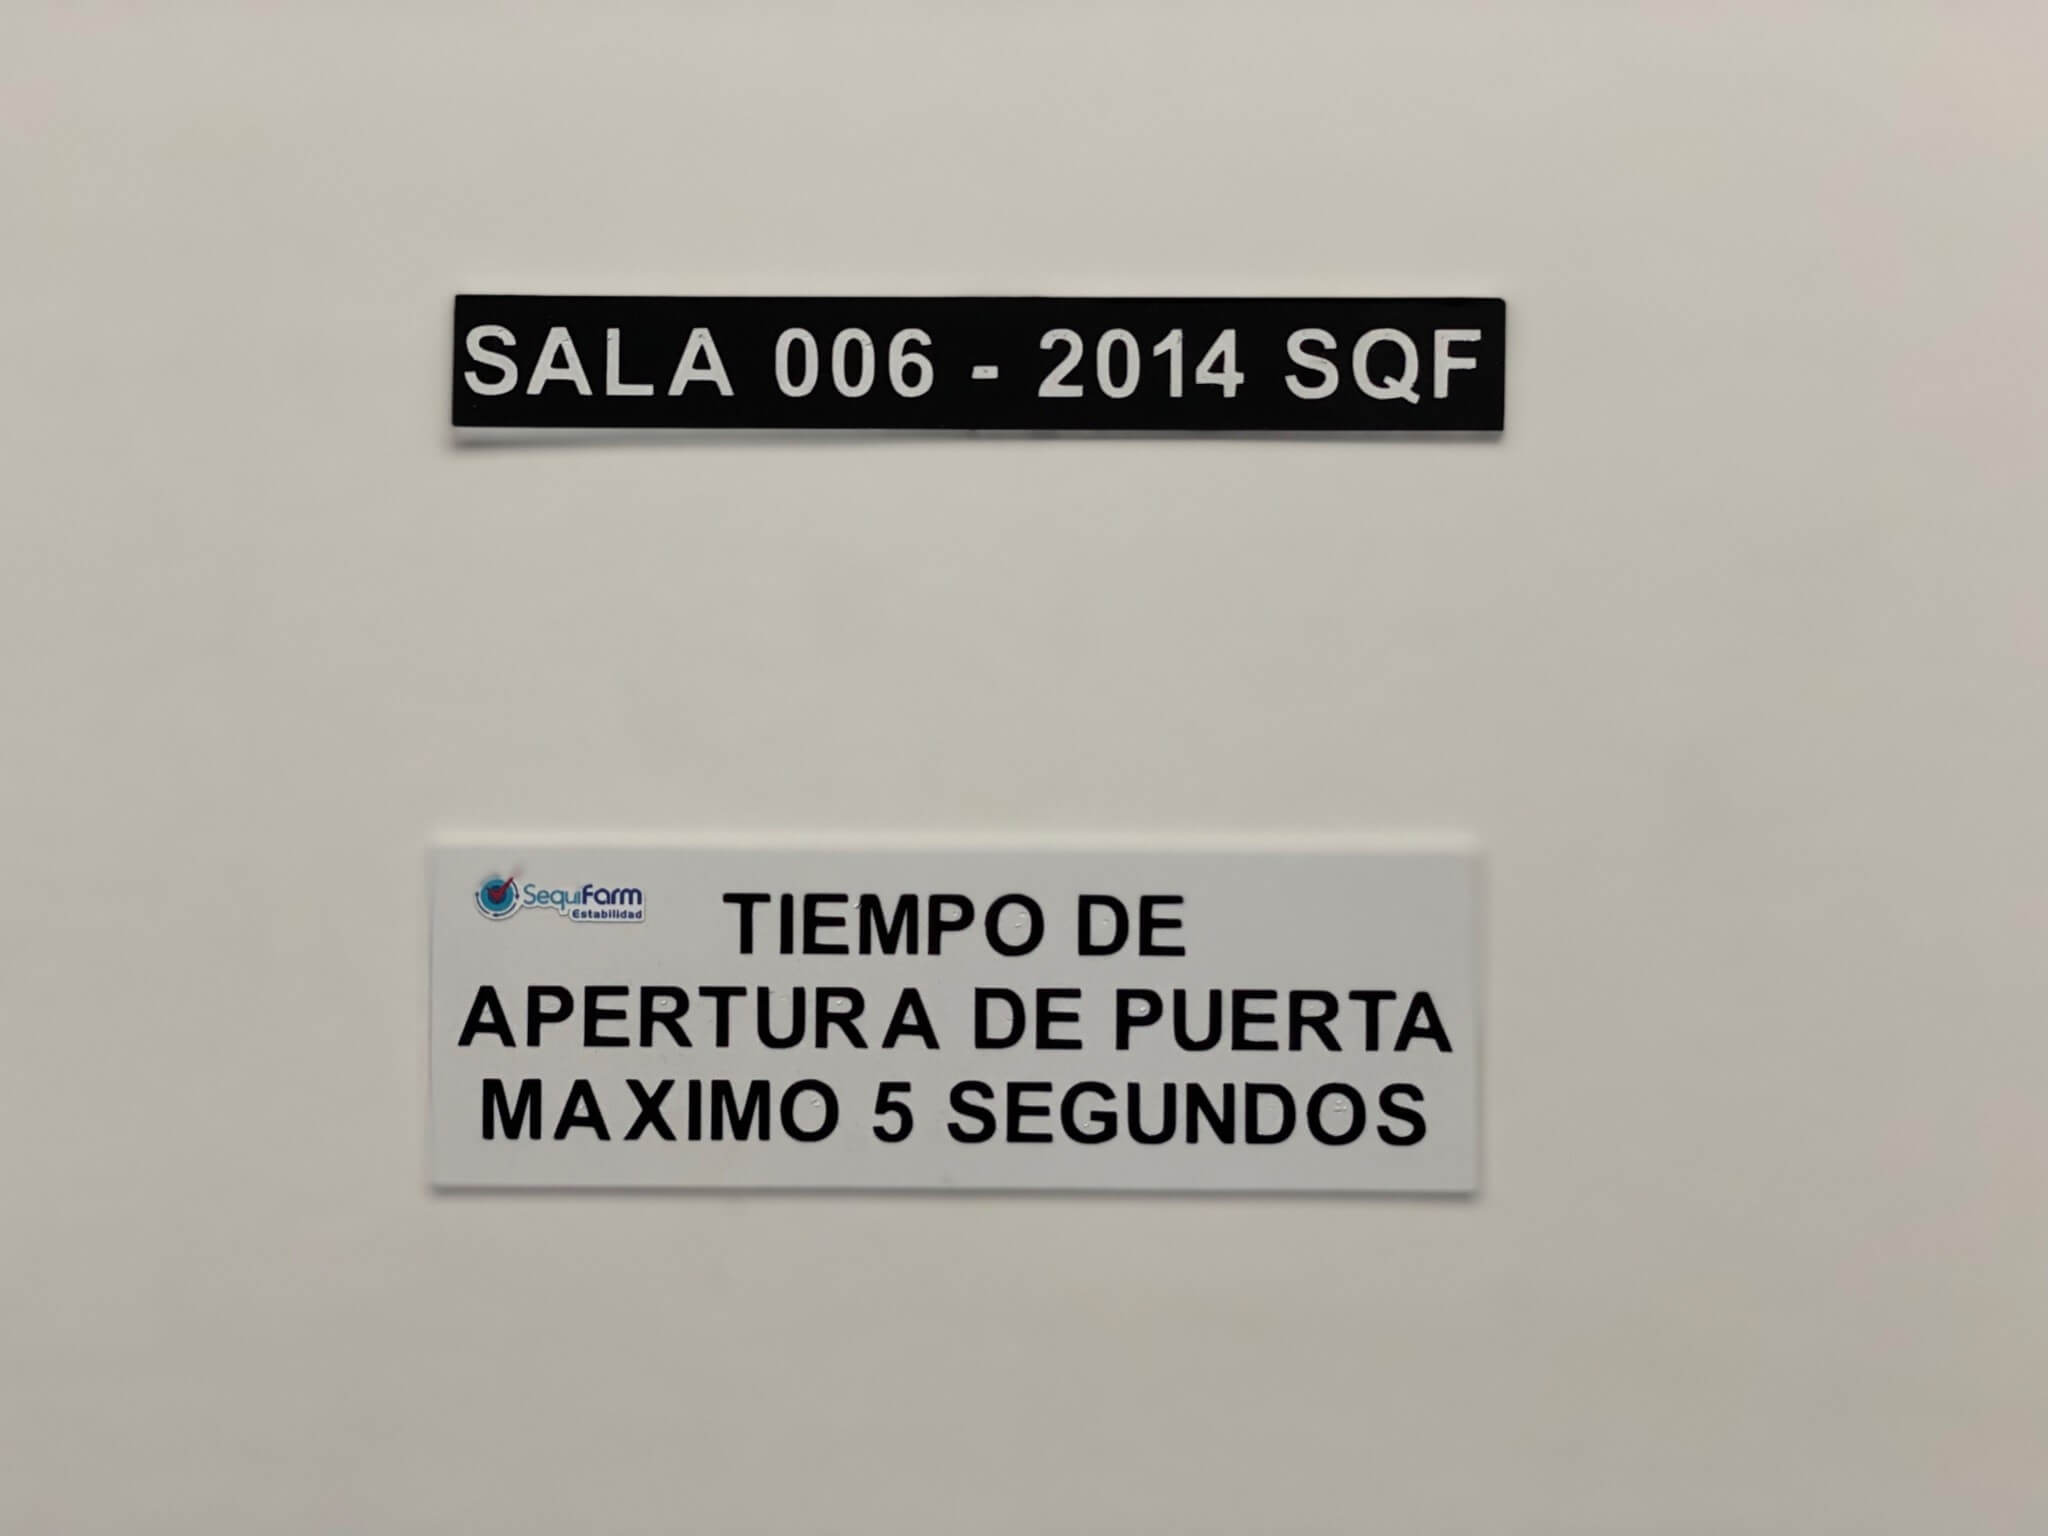 SALA 006 - 2014 SQF
SequiFarm
Estabilidad
TIEMPO DE
APERTURA DE PUERTA
MAXIMO 5 SEGUNDOS